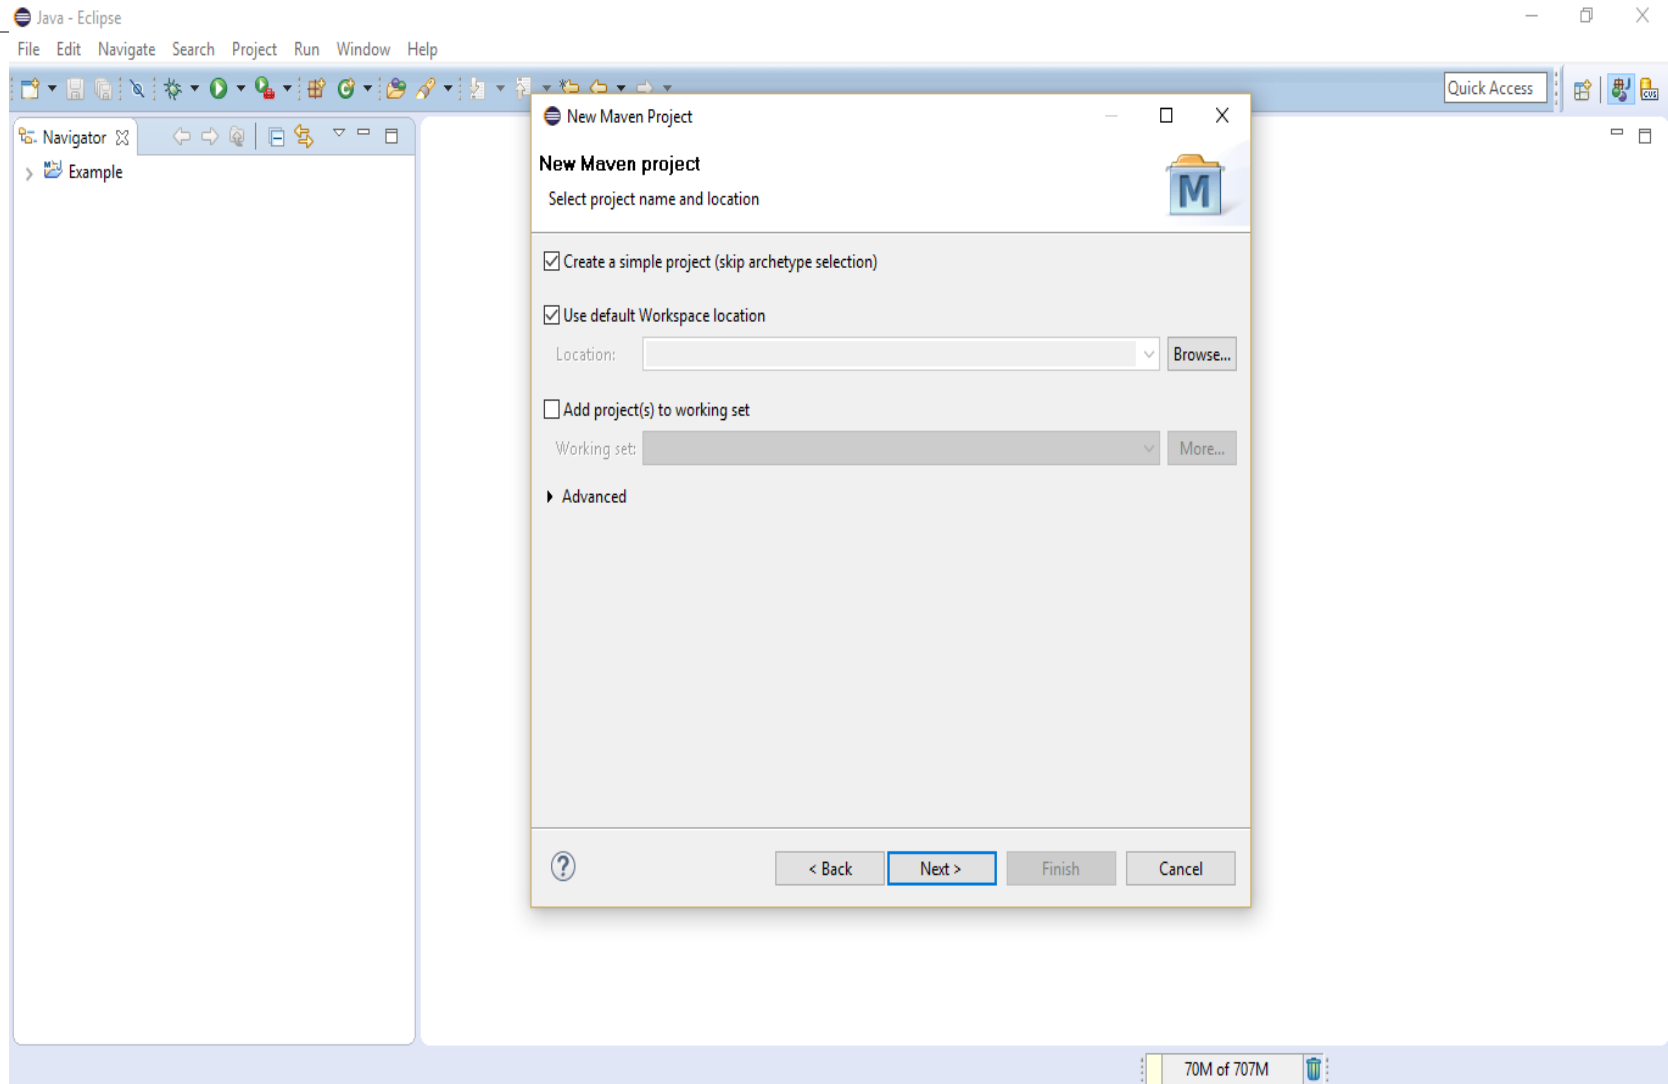 Java - Eclipse
File Edit Navigate Search Project Run Window Help
Quick Access
CVS
Navigator
Example
New Maven Project
New Maven project
Select project name and location
M
Create a simple project (skip archetype selection)
Use default Workspace location
Location:
Browse...
Add project(s) to working set
Working set:
More...
Advanced
?
< Back
Next >
Finish
Cancel
70M of 707M